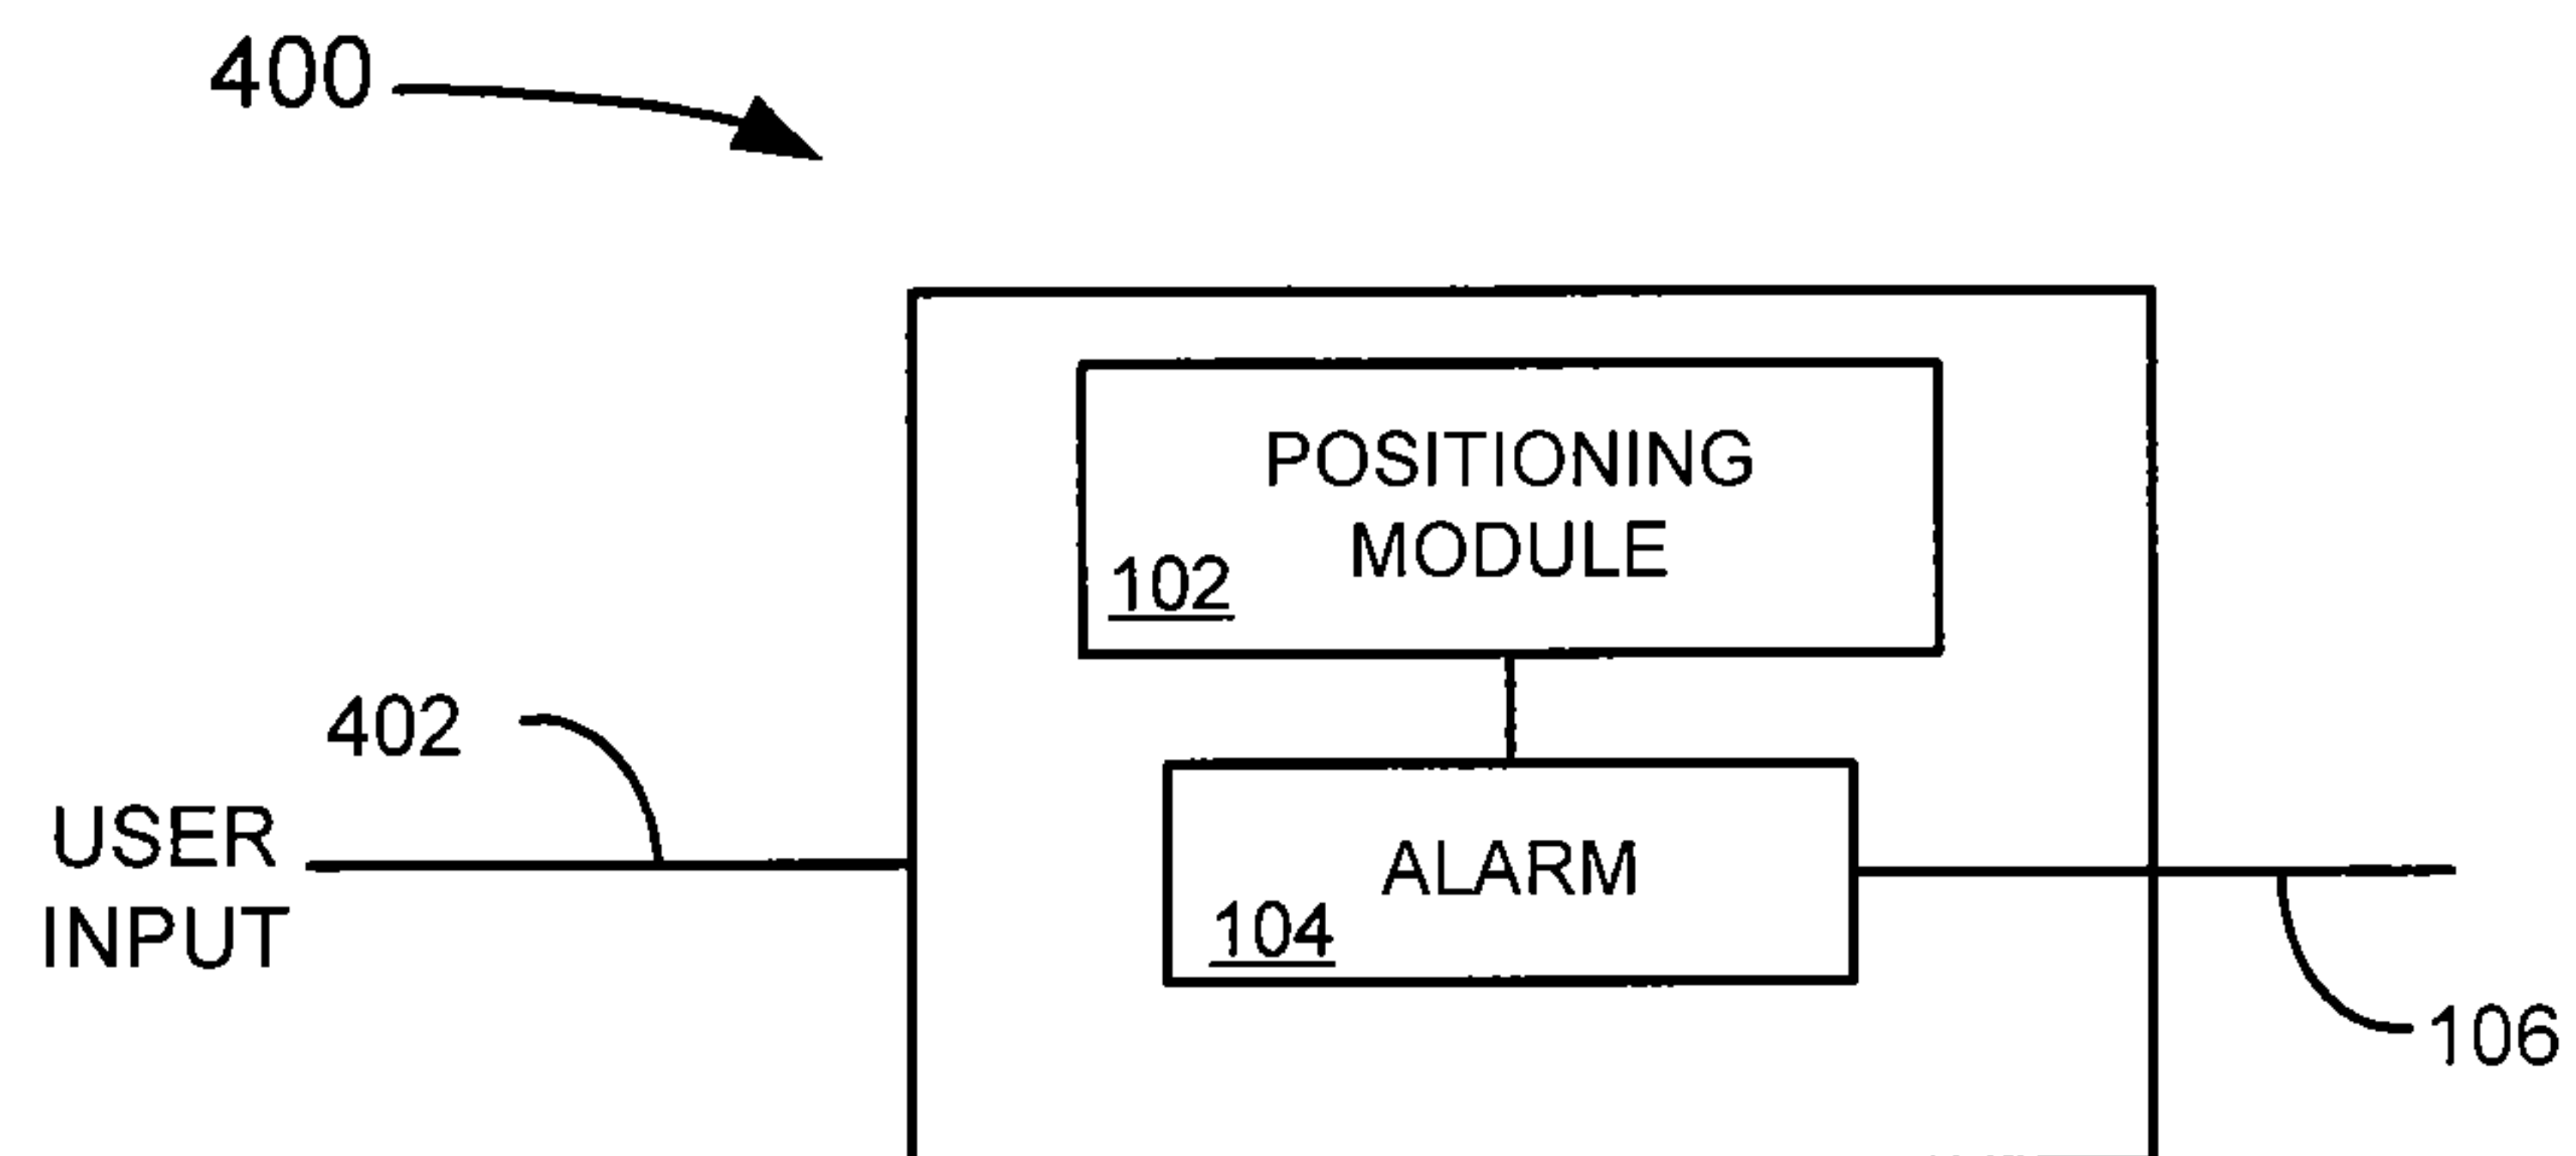 400
POSITIONING
MODULE
102
402
USER
INPUT
ALARM
104
106